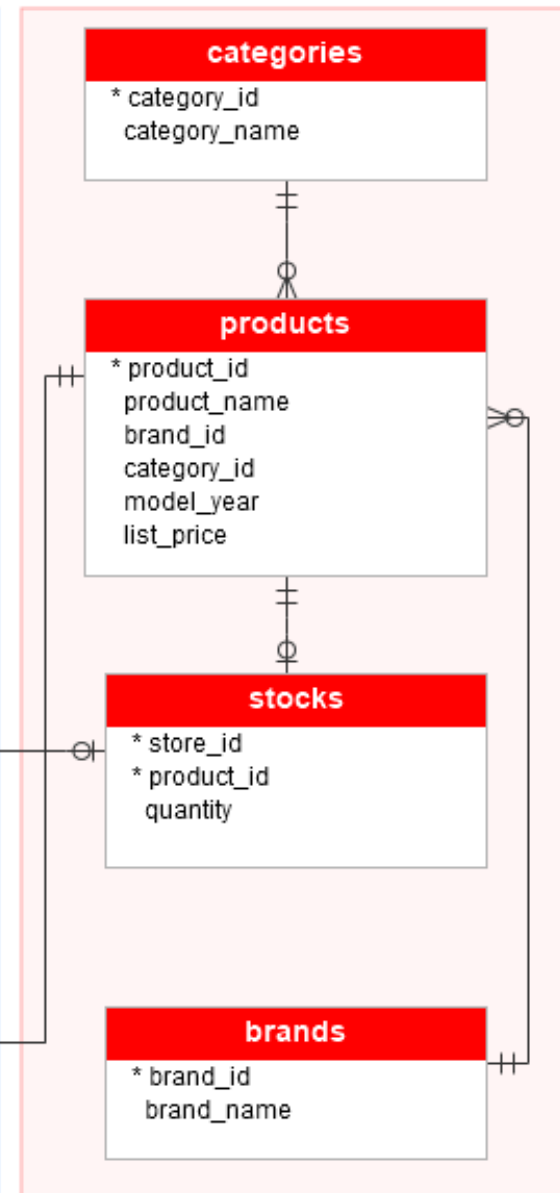 categories
* category_id
category_name
products
* product_id
product_name
brand_id
category_id
model_year
list_price
stocks
* store_id
* product_id
quantity
brands
* brand_id
brand_name